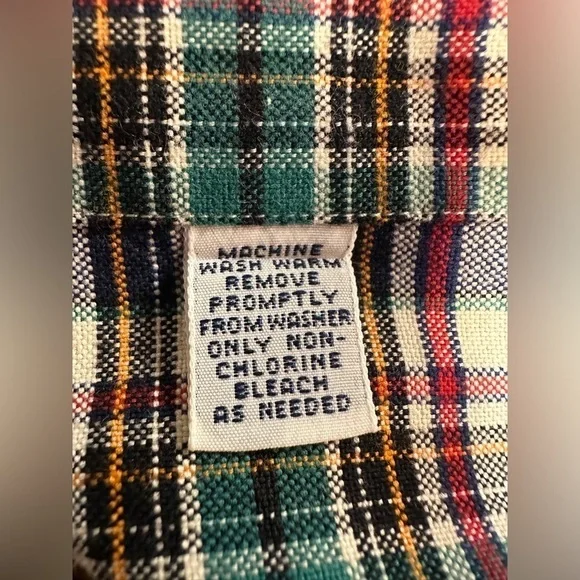 MACHINE
WASH WARM
REMOVE
PROMPTLY
FROM WASHER
ONLY NON-
CHLORINE
BLEACH
AS NEEDED